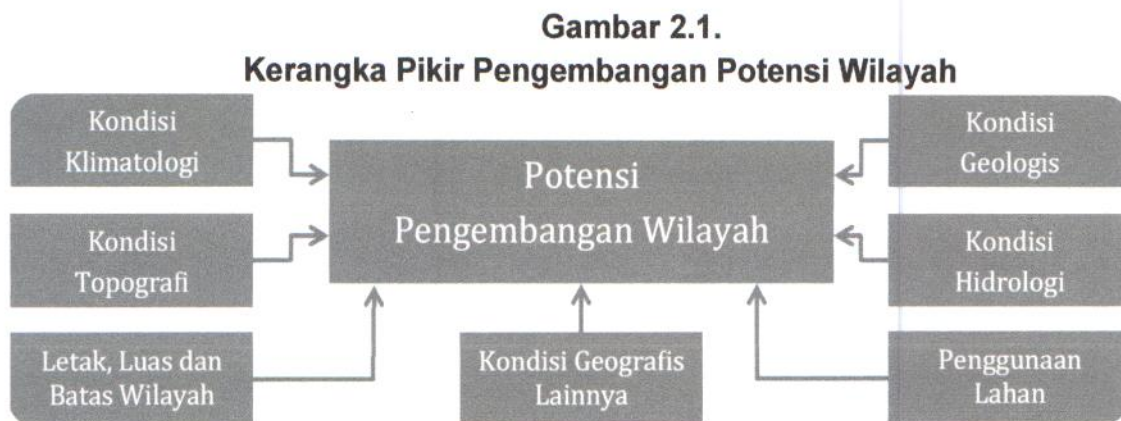 Gambar 2.1.
Kerangka Pikir Pengembangan Potensi Wilayah
Kondisi
Klimatologi
Potensi
Pengembangan Wilayah
Kondisi
Geologis
Kondisi
Topografi
Kondisi
Hidrologi
Letak, Luas dan
Batas Wilayah
Kondisi Geografis
Lainnya
Penggunaan
Lahan